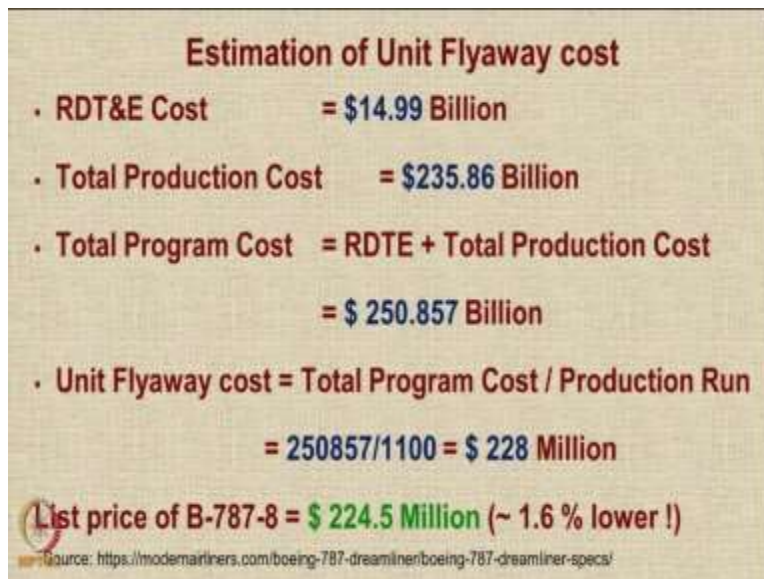 Estimation of Unit Flyaway cost
• RDT&E Cost = $14.99 Billion
• Total Production Cost = $235.86 Billion
• Total Program Cost = RDTE + Total Production Cost
= $ 250.857 Billion
• Unit Flyaway cost = Total Program Cost / Production Run
= 250857/1100 = $ 228 Million
List price of B-787-8 = $ 224.5 Million (~ 1.6 % lower !)
Source: https://modernairliners.com/boeing-787-dreamliner/boeing-787-dreamliner-specs/